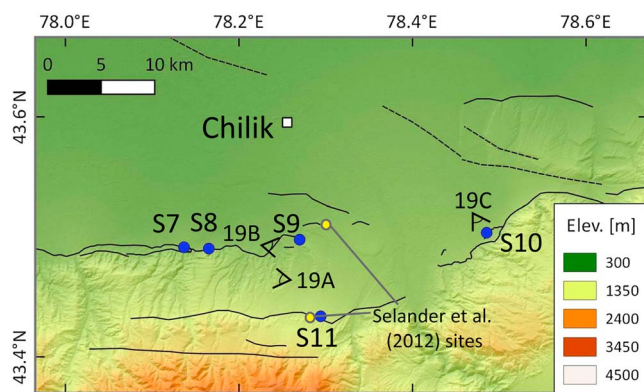 78.0°E 78.2°E 78.4°E 78.6°E
0 5 10 km
43.6°N
Chilik
19C
S7 S8 19B S9
S10
19A
Elev. [m]
300
1350
2400
3450
4500
Selander et al.
(2012) sites
S11
43.4°N